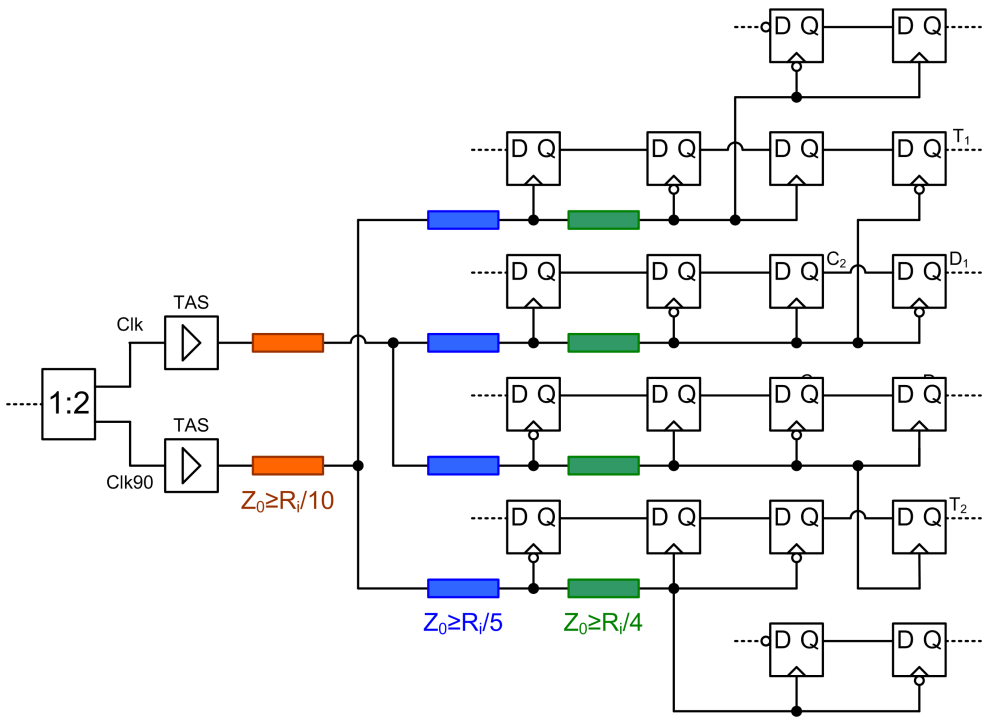 D Q D Q
D Q D Q D Q D Q T₁
D Q D Q D Q C₂ D Q D₁
TAS
Clk
1:2
D Q D Q D Q D Q
TAS
Clk90
Z₀≥Rᵢ/10
D Q D Q D Q D Q T₂
Z₀≥Rᵢ/5 Z₀≥Rᵢ/4
D Q D Q